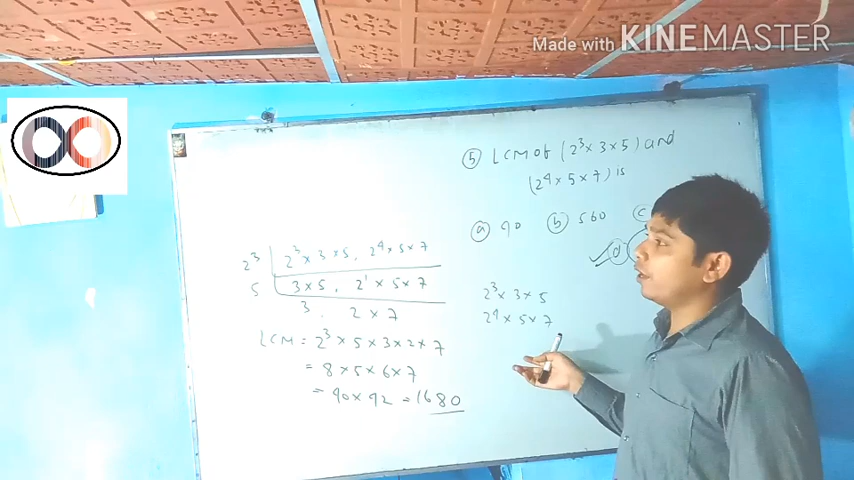 Made with KINEMASTER
⑤ LCM of (2³ × 3 × 5) and
(2⁴ × 5 × 7) is
ⓐ 40 ⓑ 560 ⓒ
ⓓ
2³ | 2³ × 3 × 5, 2⁴ × 5 × 7
5 | 3 × 5, 2¹ × 5 × 7
3, 2 × 7
LCM = 2³ × 5 × 3 × 2 × 7
= 8 × 5 × 6 × 7
= 40 × 42 = 1680
2³ × 3 × 5
2⁴ × 5 × 7